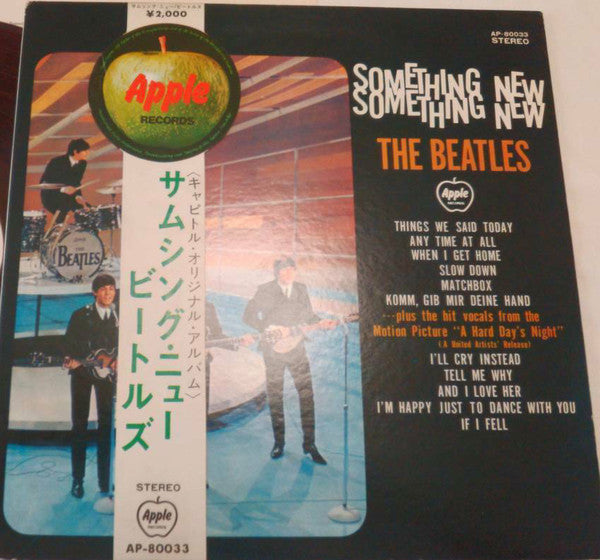 サムシング・ニュー/ビートルズ
¥2,000
Apple
RECORDS
〈キャピトル・オリジナル・アルバム〉
サムシング・ニュー
ビートルズ
STEREO
Apple
RECORDS
AP-80033
THE
BEATLES
AP-80033
STEREO
SOMETHING NEW
SOMETHING NEW
THE BEATLES
Apple
RECORDS
THINGS WE SAID TODAY
ANY TIME AT ALL
WHEN I GET HOME
SLOW DOWN
MATCHBOX
KOMM, GIB MIR DEINE HAND
...plus the hit vocals from the
Motion Picture "A Hard Day's Night"
(A United Artists' Release)
I'LL CRY INSTEAD
TELL ME WHY
AND I LOVE HER
I'M HAPPY JUST TO DANCE WITH YOU
IF I FELL